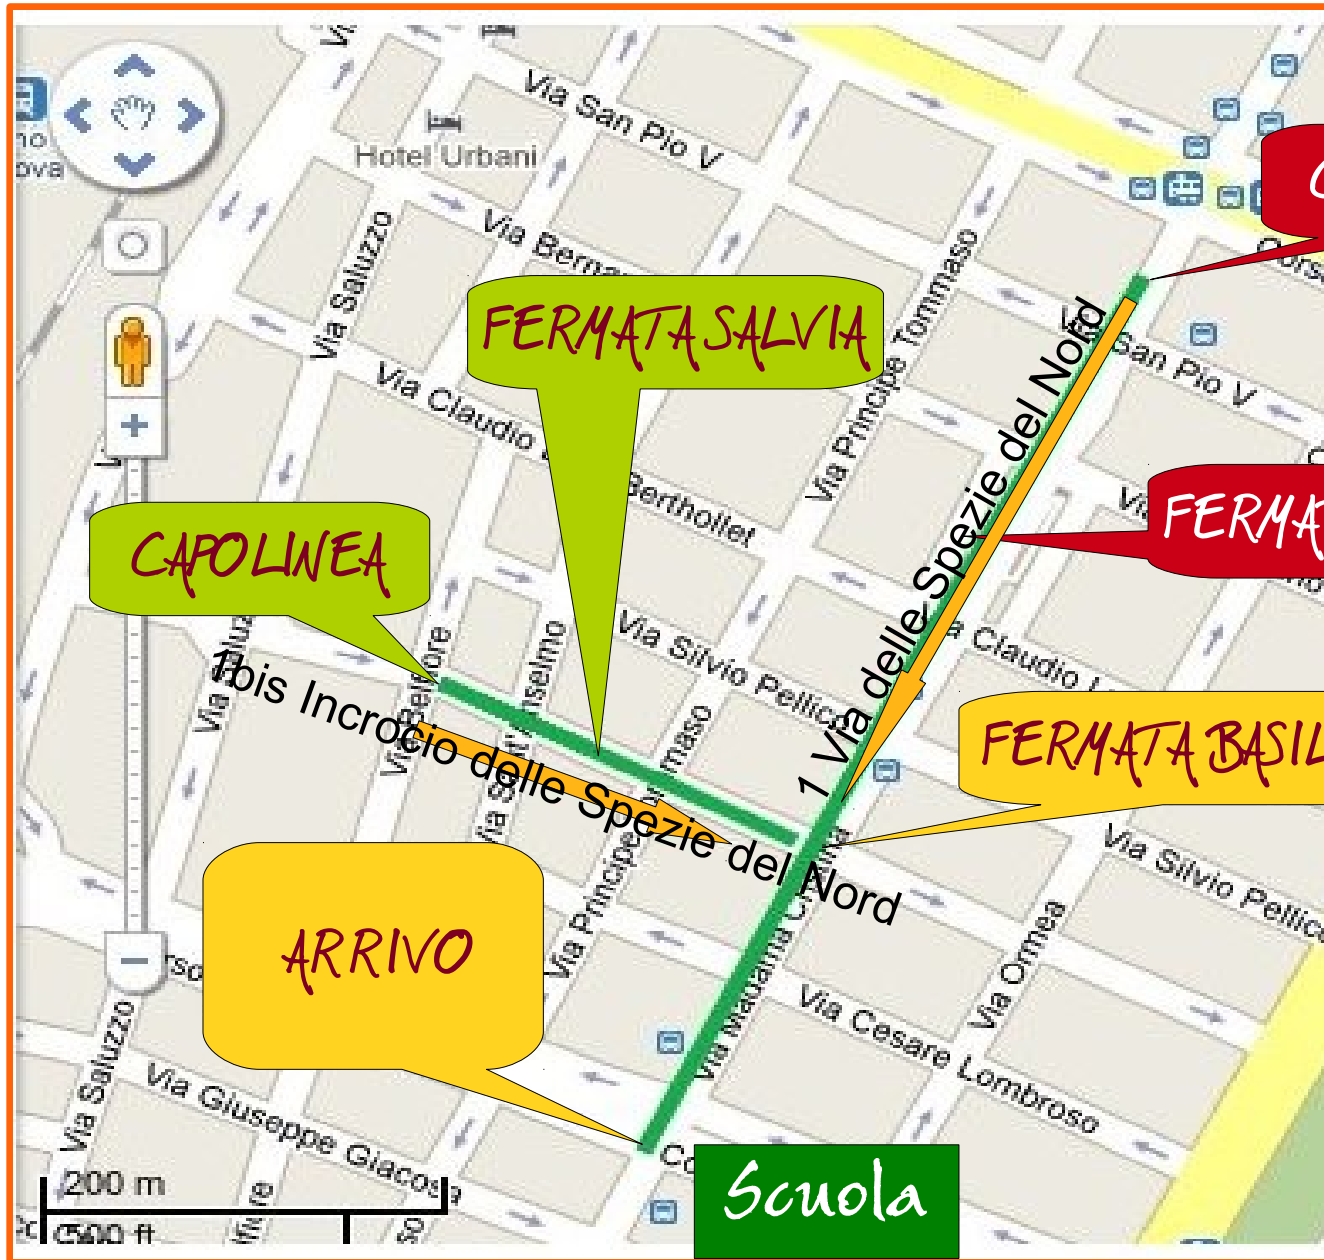 Via San Pio V
Hotel Urbani
Via Saluzzo
Via Principe Tommaso
FERMATA SALVIA
San Pio V
Via Claudio
Berthollet
CAPOLINEA
FERMA
1 Via delle Spezie del Nord
Via Silvio Pellico
Claudio
1bis Incrocio delle Spezie del Nord
FERMATA BASIL
Via Silvio Pellico
ARRIVO
Via Principe
Via Madama Cristina
Via Ormea
Via Cesare Lombroso
Via Saluzzo
Via Giuseppe Giacosa
Scuola
200 m
500 ft